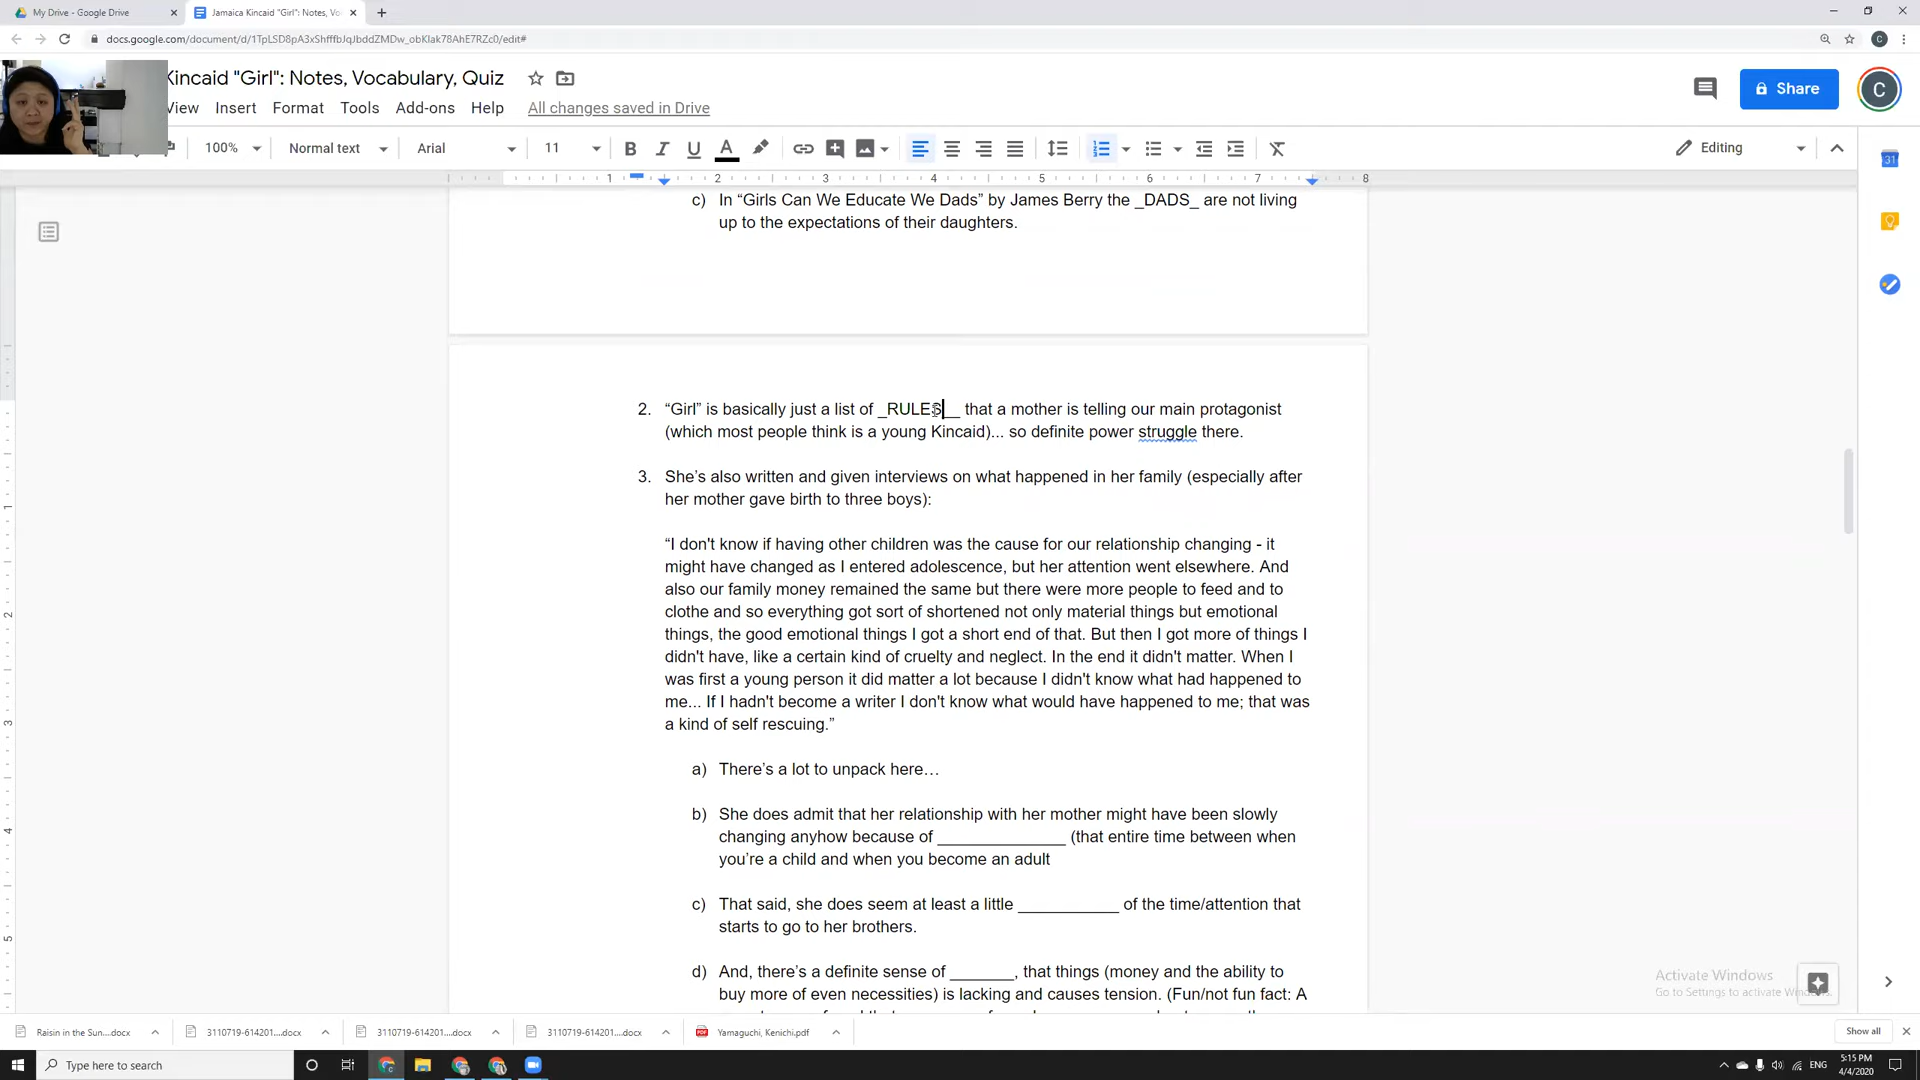 My Drive - Google Drive
Jamaica Kincaid "Girl": Notes, Vo
docs.google.com/document/d/1TpLSD8pA3xShfffbJqJbddZMDw_obKIak78AhE7RZc0/edit#
Kincaid "Girl": Notes, Vocabulary, Quiz
View Insert Format Tools Add-ons Help All changes saved in Drive
Share
C
100% Normal text Arial 11
Editing
1 2 3 4 5 6 7 8
c) In “Girls Can We Educate We Dads” by James Berry the _DADS_ are not living
up to the expectations of their daughters.
2. “Girl” is basically just a list of _RULES__ that a mother is telling our main protagonist
(which most people think is a young Kincaid)... so definite power struggle there.
3. She’s also written and given interviews on what happened in her family (especially after
her mother gave birth to three boys):
“I don't know if having other children was the cause for our relationship changing - it
might have changed as I entered adolescence, but her attention went elsewhere. And
also our family money remained the same but there were more people to feed and to
clothe and so everything got sort of shortened not only material things but emotional
things, the good emotional things I got a short end of that. But then I got more of things I
didn't have, like a certain kind of cruelty and neglect. In the end it didn't matter. When I
was first a young person it did matter a lot because I didn't know what had happened to
me... If I hadn't become a writer I don't know what would have happened to me; that was
a kind of self rescuing.”
a) There’s a lot to unpack here…
b) She does admit that her relationship with her mother might have been slowly
changing anyhow because of ______________ (that entire time between when
you’re a child and when you become an adult
c) That said, she does seem at least a little ___________ of the time/attention that
starts to go to her brothers.
d) And, there’s a definite sense of _______, that things (money and the ability to
buy more of even necessities) is lacking and causes tension. (Fun/not fun fact: A
Activate Windows
Go to Settings to activate Windows.
Raisin in the Sun....docx
3110719-614201....docx
3110719-614201....docx
3110719-614201....docx
Yamaguchi, Kenichi.pdf
Show all
Type here to search
ENG
5:15 PM
4/4/2020